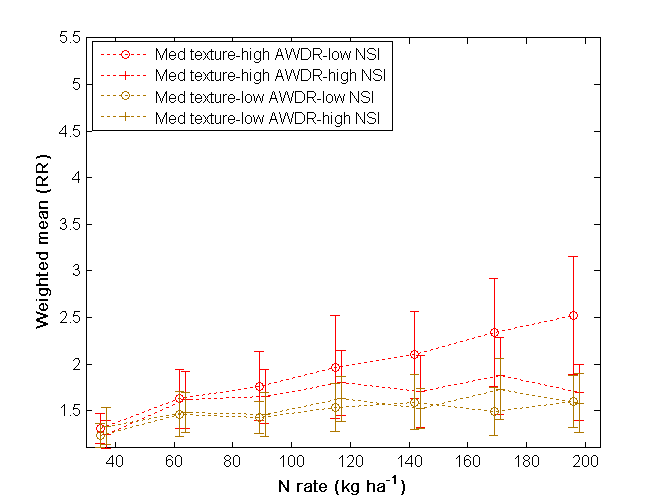 5.5
5
4.5
4
3.5
3
2.5
2
1.5
Weighted mean (RR)
Med texture-high AWDR-low NSI
Med texture-high AWDR-high NSI
Med texture-low AWDR-low NSI
Med texture-low AWDR-high NSI
40 60 80 100 120 140 160 180 200
N rate (kg ha⁻¹)